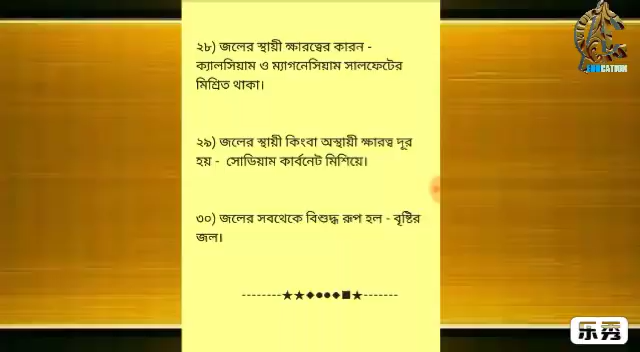 ২৮) জলের স্থায়ী ক্ষারত্বের কারন -
ক্যালসিয়াম ও ম্যাগনেসিয়াম সালফেটের
মিশ্রিত থাকা।
২৯) জলের স্থায়ী কিংবা অস্থায়ী ক্ষারত্ব দূর
হয় - সোডিয়াম কার্বনেট মিশিয়ে।
৩০) জলের সবথেকে বিশুদ্ধ রূপ হল - বৃষ্টির
জল।
--------★★◆●●◆■★-------
EDUCATION
乐秀